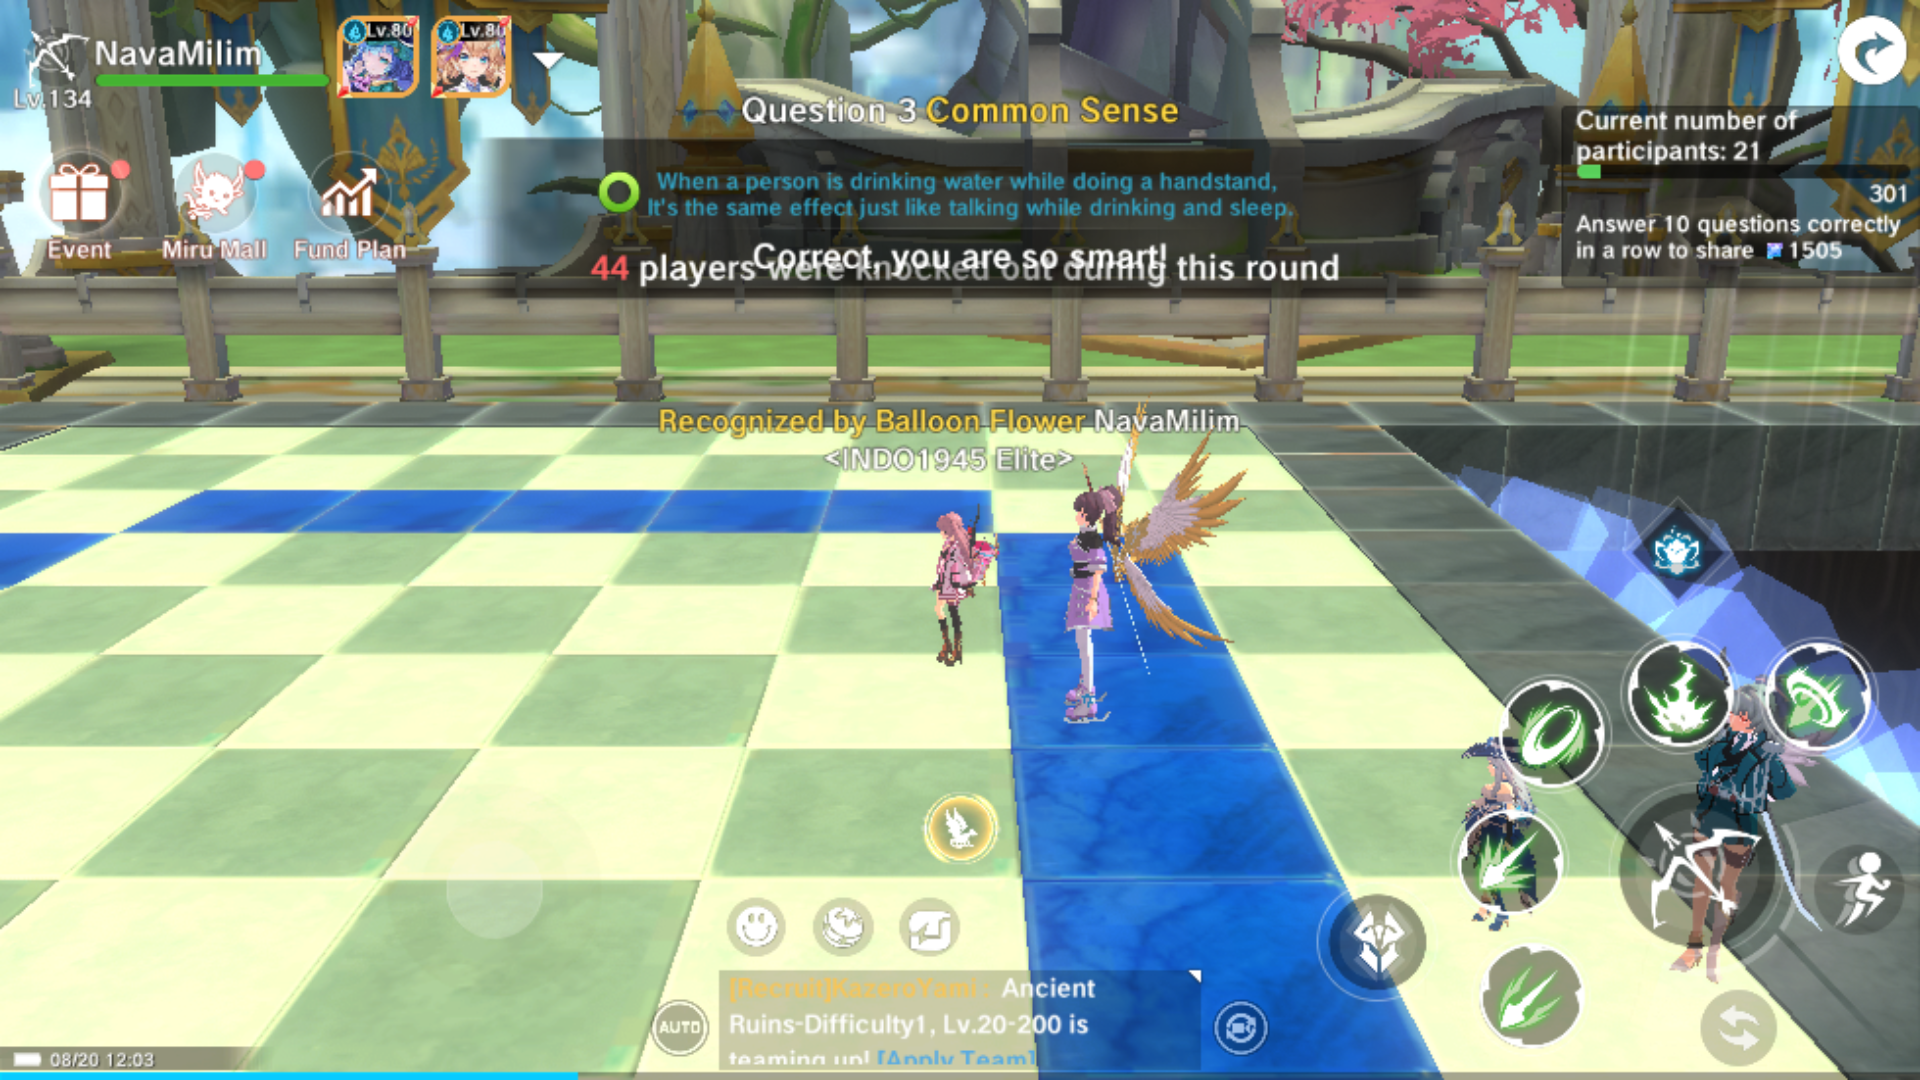 NavaMilim
Lv.134
Lv.80
Lv.80
Event
Miru Mall
Fund Plan
Question 3 Common Sense
When a person is drinking water while doing a handstand,
It's the same effect just like talking while drinking and sleep.
Correct, you are so smart!
44 players were knocked out during this round
Current number of
participants: 21
301
Answer 10 questions correctly
in a row to share 1505
Recognized by Balloon Flower NavaMilim
<INDO1945 Elite>
[Recruit]KazeroYami: Ancient
Ruins-Difficulty1, Lv.20-200 is
teaming up! [Apply Team]
AUTO
08/20 12:03